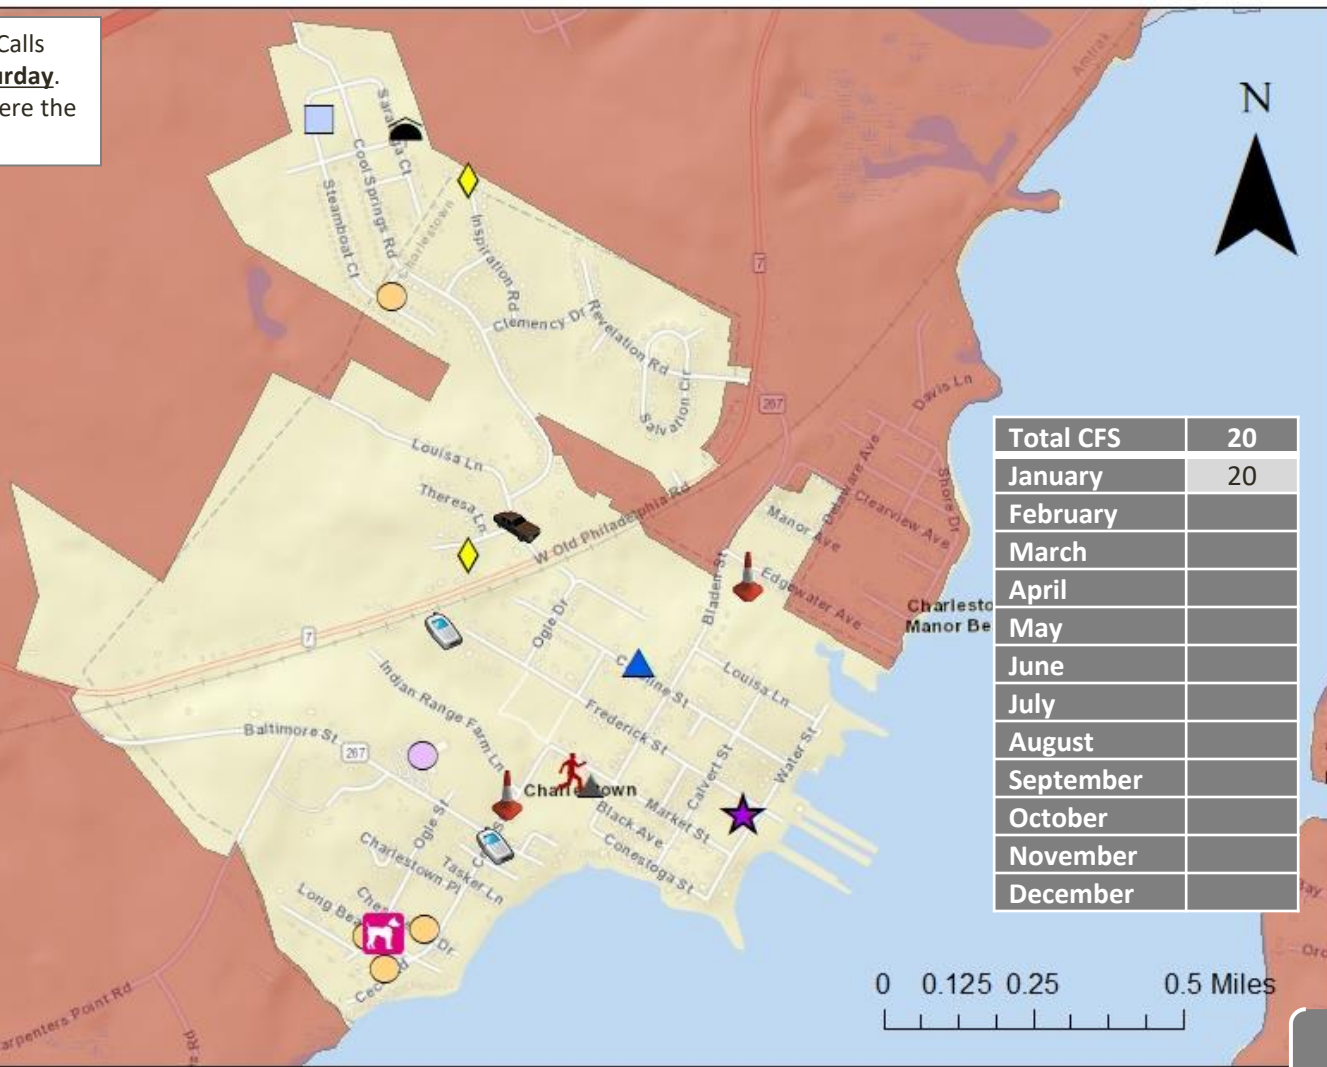 Calls
urday.
ere the
N
Amtrak
Saratoga Ct
Cool Springs Rd
Steamboat Ct
Charlestown
Inspiration Rd
Clemency Dr
Revelation Rd
Salvation Cir
7
267
Davis Ln
Delaware Ave
Clearview Ave
Shore Dr
Manor Ave
Edgewater Ave
Charlesto
Manor Be
Louisa Ln
Theresa Ln
W Old Philadelphia Rd
Bladen St
Ogle Dr
7
Caroline St
Louisa Ln
Indian Range Farm Ln
Frederick St
Calvert St
Water St
Baltimore St
267
Charlestown
Market St
Black Ave
Conestoga St
Ogle St
Charlestown Pl
Tasker Ln
Long Bea
Dr
Carpenters Point Rd
Total CFS 20
January 20
February
March
April
May
June
July
August
September
October
November
December
0 0.125 0.25 0.5 Miles